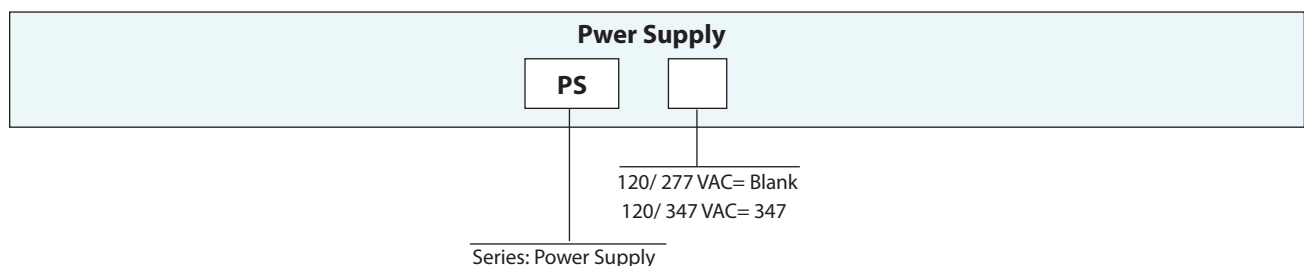 Pwer Supply
PS
120/ 277 VAC= Blank
120/ 347 VAC= 347
Series: Power Supply